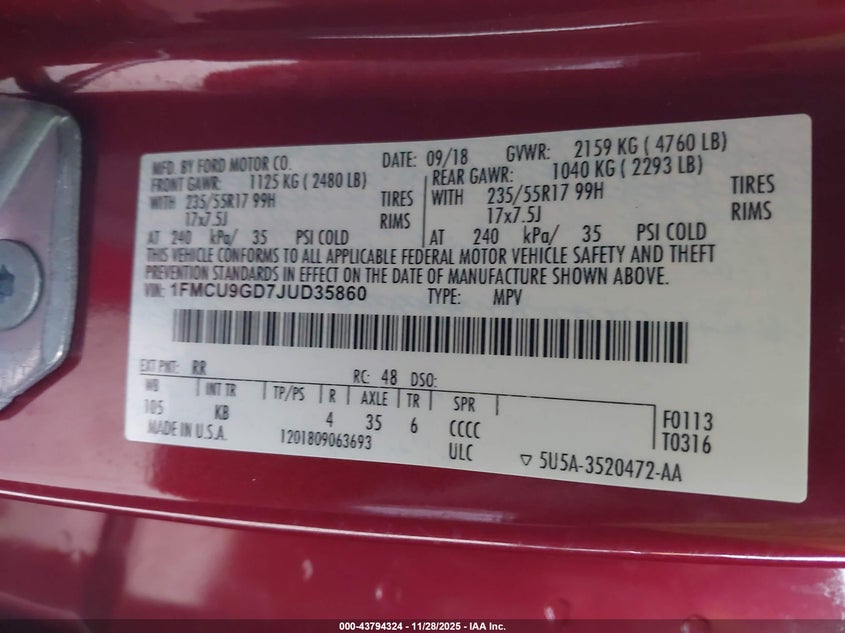 MFD. BY FORD MOTOR CO. DATE: 09/18 GVWR: 2159 KG ( 4760 LB)
FRONT GAWR: 1125 KG ( 2480 LB) REAR GAWR: 1040 KG ( 2293 LB)
WITH 235/55R17 99H TIRES WITH 235/55R17 99H TIRES
17x7.5J RIMS 17x7.5J RIMS
AT 240 kPa/ 35 PSI COLD AT 240 kPa/ 35 PSI COLD
THIS VEHICLE CONFORMS TO ALL APPLICABLE FEDERAL MOTOR VEHICLE SAFETY AND THEFT
PREVENTION STANDARDS IN EFFECT ON THE DATE OF MANUFACTURE SHOWN ABOVE.
VIN: 1FMCU9GD7JUD35860 TYPE: MPV
EXT PNT: RR RC: 48 DSO:
WB INT TR TP/PS R AXLE TR SPR
105 KB 4 35 6 CCCC
MADE IN U.S.A. 1201809063693 ULC
F0113
T0316
5U5A-3520472-AA
000-43794324 - 11/28/2025 - IAA Inc.